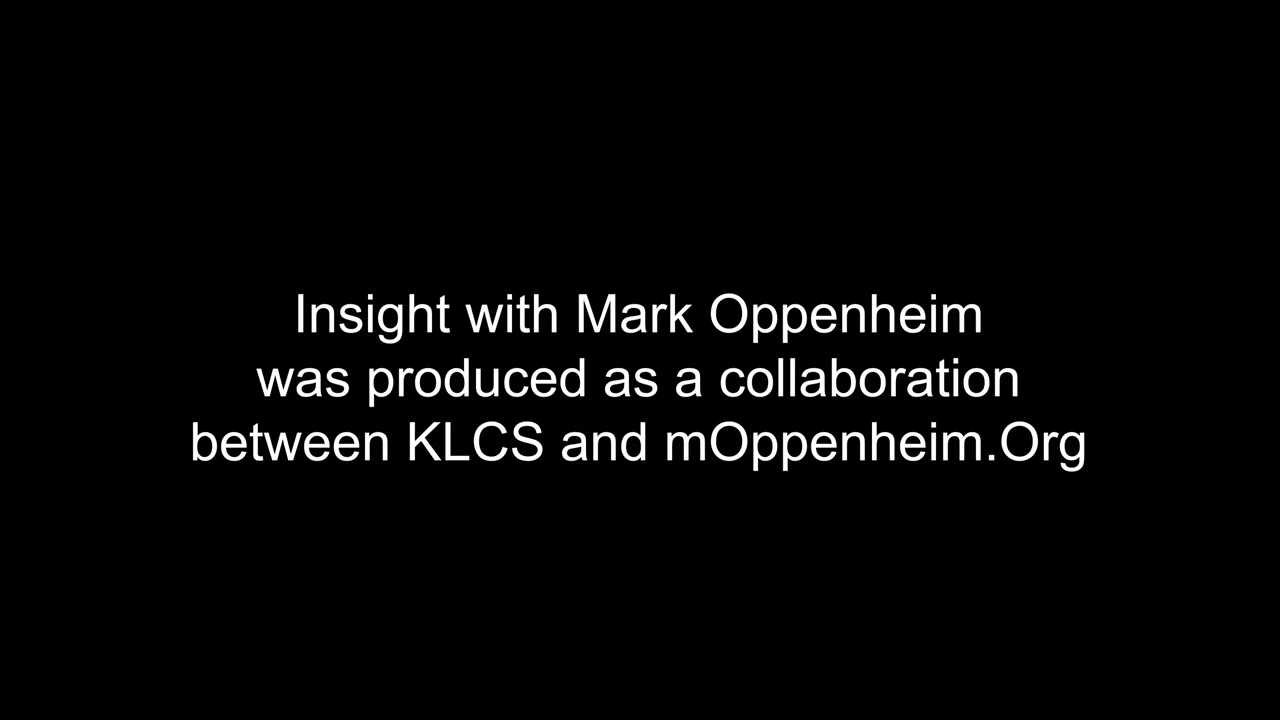 Insight with Mark Oppenheim
was produced as a collaboration
between KLCS and mOppenheim.Org